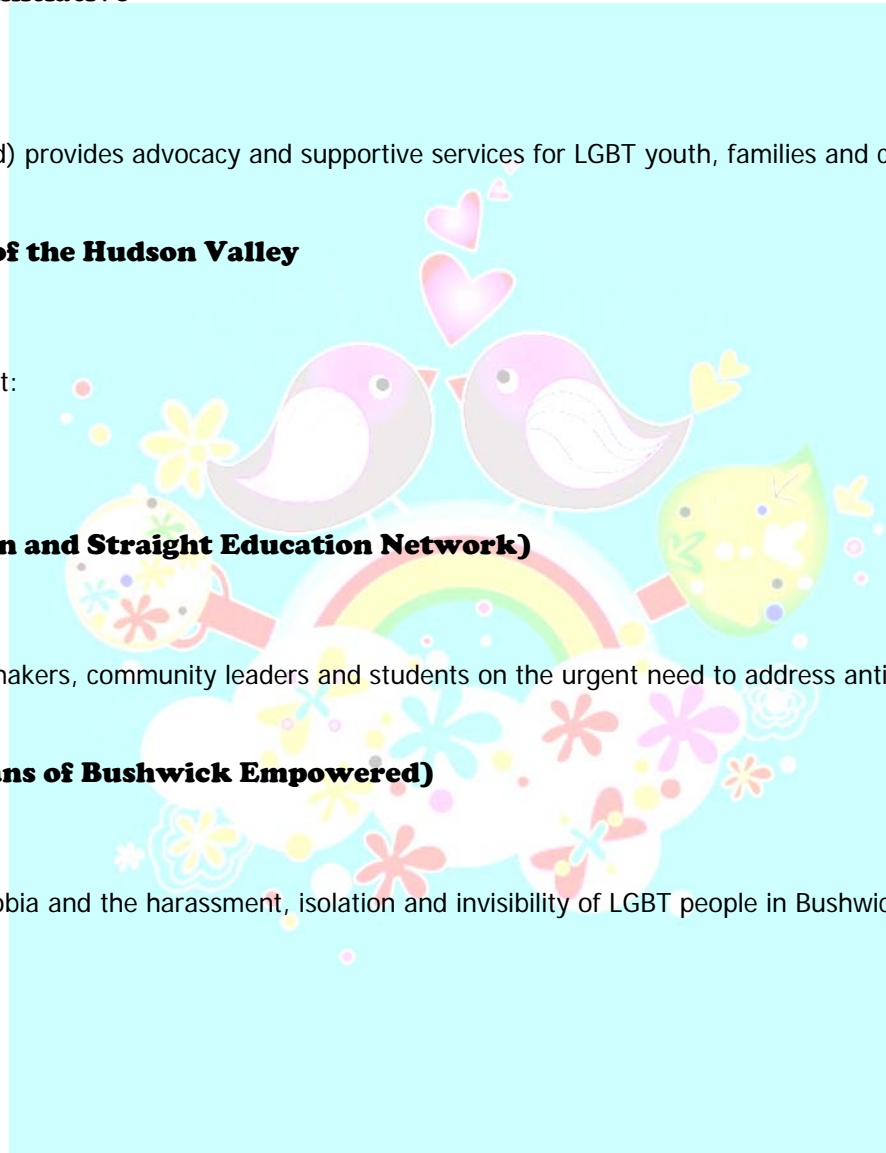 d) provides advocacy and supportive services for LGBT youth, families and c
of the Hudson Valley
t:
n and Straight Education Network)
nakers, community leaders and students on the urgent need to address anti
ns of Bushwick Empowered)
bia and the harassment, isolation and invisibility of LGBT people in Bushwic